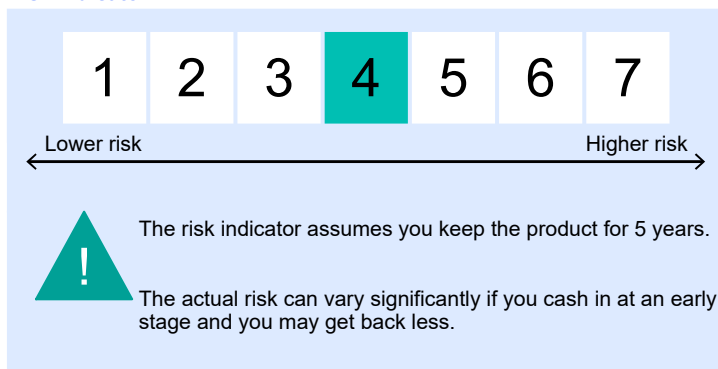 1 2 3 4 5 6 7
Lower risk Higher risk
The risk indicator assumes you keep the product for 5 years.
!
The actual risk can vary significantly if you cash in at an early
stage and you may get back less.